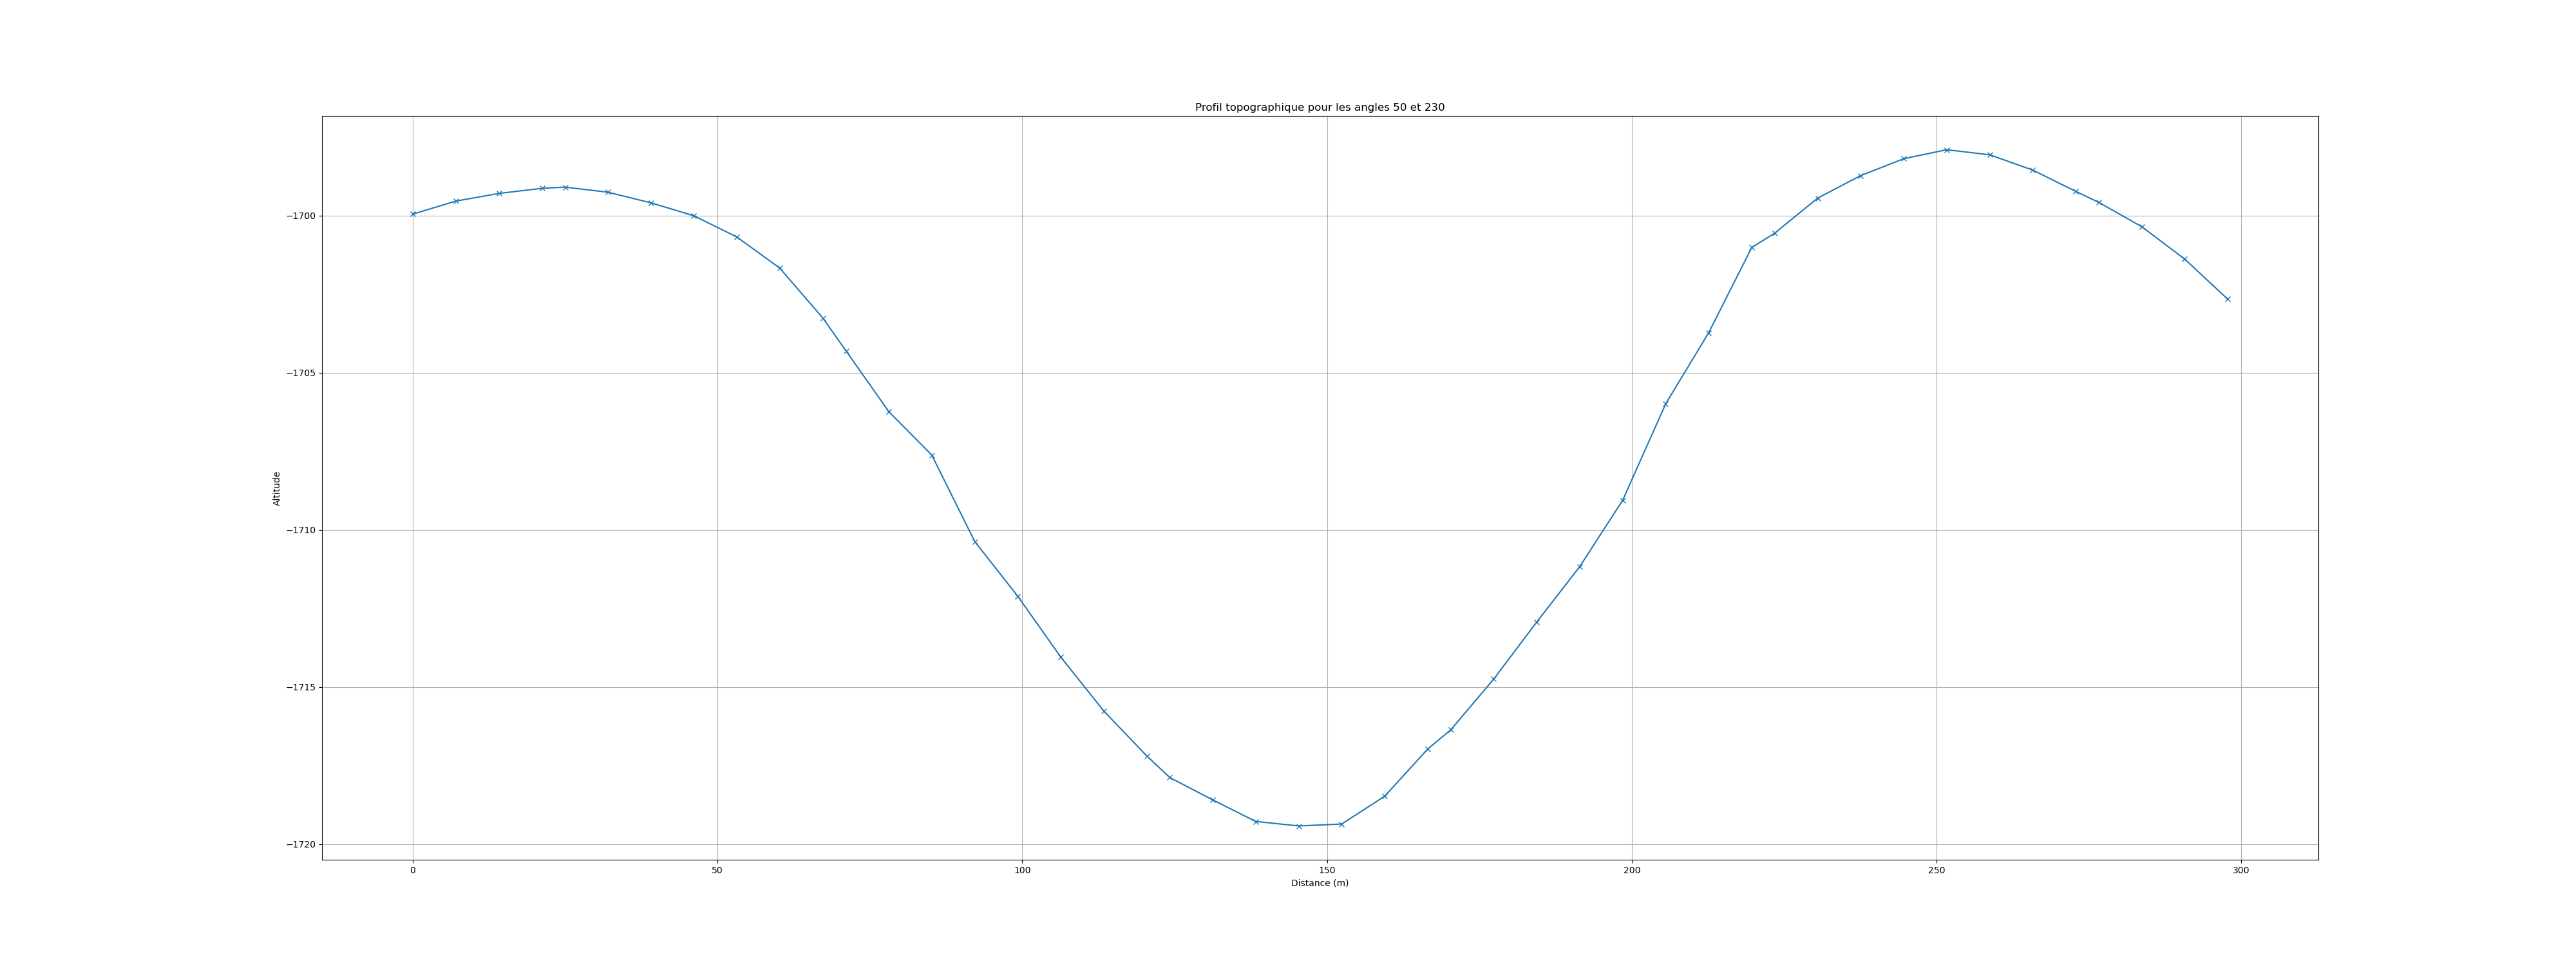 Profil topographique pour les angles 50 et 230
−1700
−1705
−1710
−1715
−1720
Altitude
0 50 100 150 200 250 300
Distance (m)